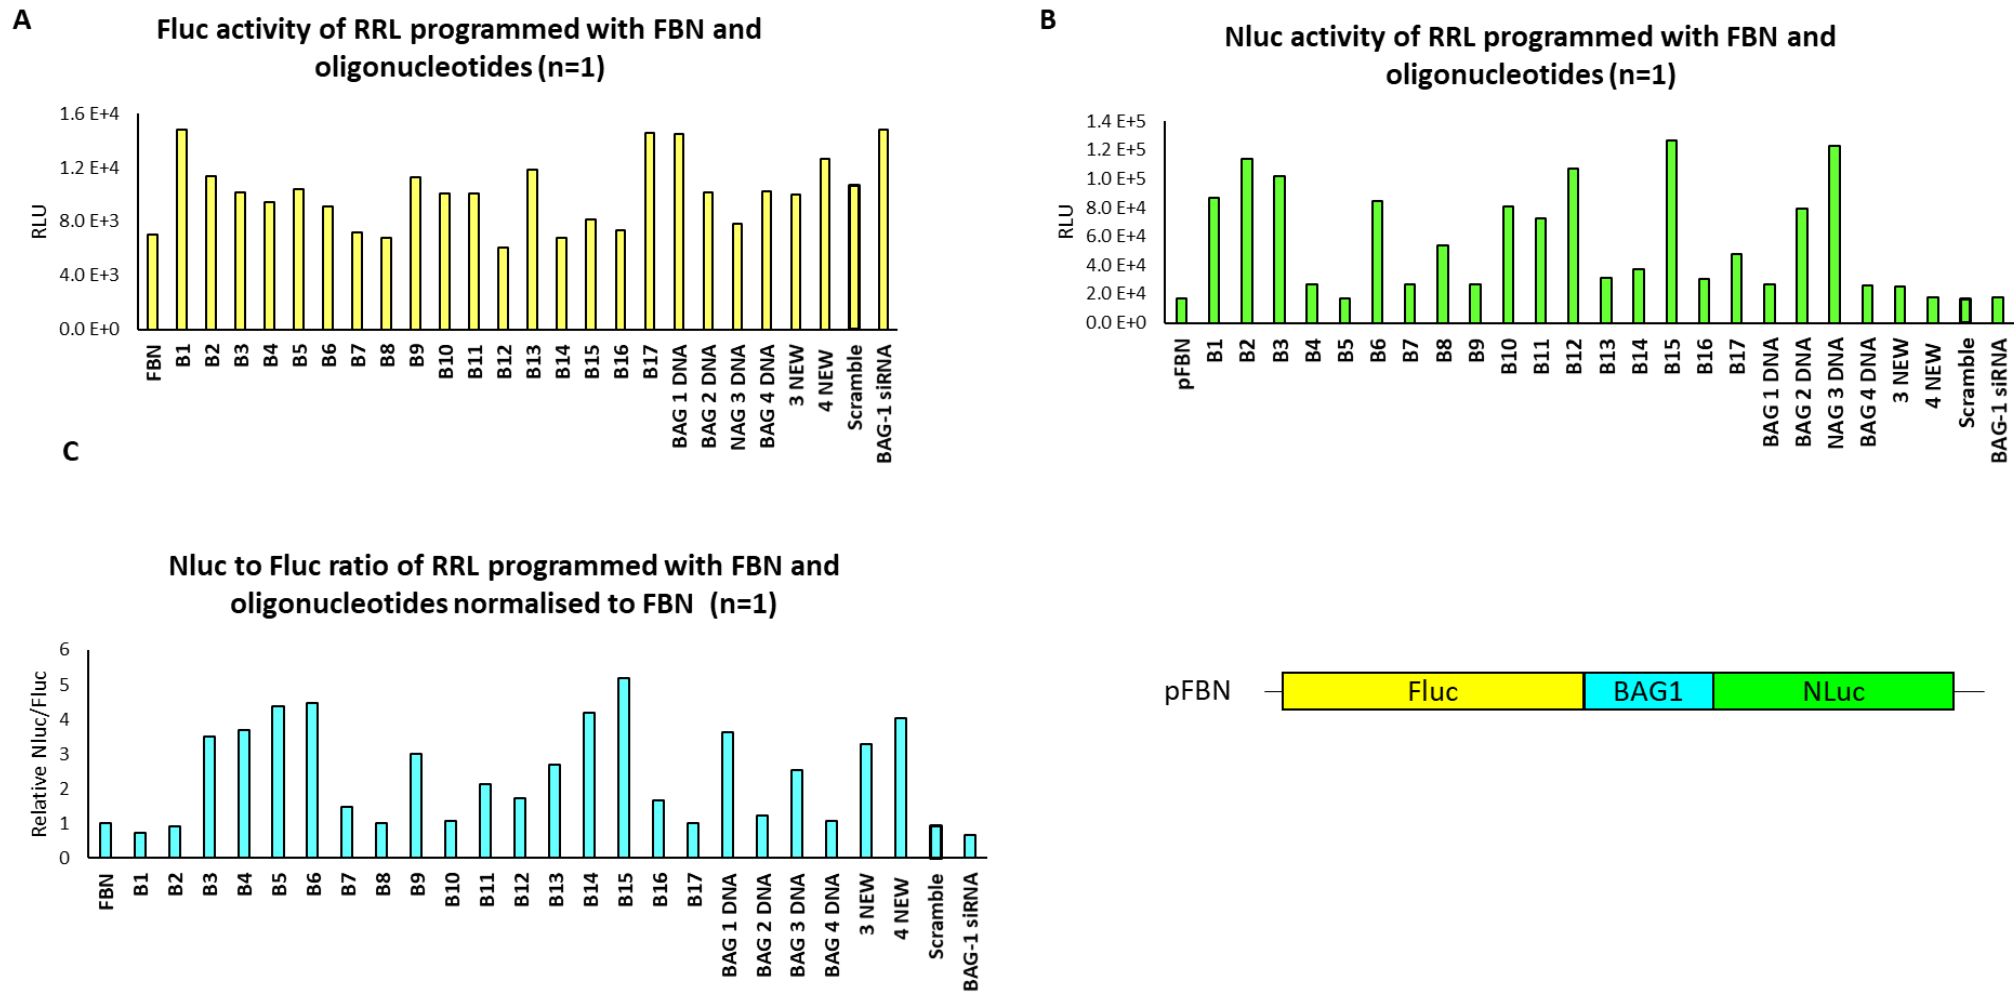 A
Fluc activity of RRL programmed with FBN and
oligonucleotides (n=1)
RLU
1.6 E+4
1.2 E+4
8.0 E+3
4.0 E+3
0.0 E+0
FBN
B1
B2
B3
B4
B5
B6
B7
B8
B9
B10
B11
B12
B13
B14
B15
B16
B17
BAG 1 DNA
BAG 2 DNA
NAG 3 DNA
BAG 4 DNA
3 NEW
4 NEW
Scramble
BAG-1 siRNA
B
Nluc activity of RRL programmed with FBN and
oligonucleotides (n=1)
RLU
1.4 E+5
1.2 E+5
1.0 E+5
8.0 E+4
6.0 E+4
4.0 E+4
2.0 E+4
0.0 E+0
pFBN
B1
B2
B3
B4
B5
B6
B7
B8
B9
B10
B11
B12
B13
B14
B15
B16
B17
BAG 1 DNA
BAG 2 DNA
NAG 3 DNA
BAG 4 DNA
3 NEW
4 NEW
Scramble
BAG-1 siRNA
C
Nluc to Fluc ratio of RRL programmed with FBN and
oligonucleotides normalised to FBN (n=1)
Relative Nluc/Fluc
6
5
4
3
2
1
0
FBN
B1
B2
B3
B4
B5
B6
B7
B8
B9
B10
B11
B12
B13
B14
B15
B16
B17
BAG 1 DNA
BAG 2 DNA
BAG 3 DNA
BAG 4 DNA
3 NEW
4 NEW
Scramble
BAG-1 siRNA
pFBN
Fluc
BAG1
NLuc